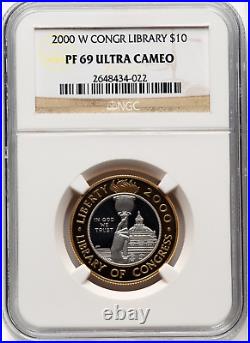 2000 W CONGR LIBRARY $10
PF 69 ULTRA CAMEO
2648434-022
NGC
LIBERTY 2000
IN GOD
WE
TRUST
LIBRARY OF CONGRESS